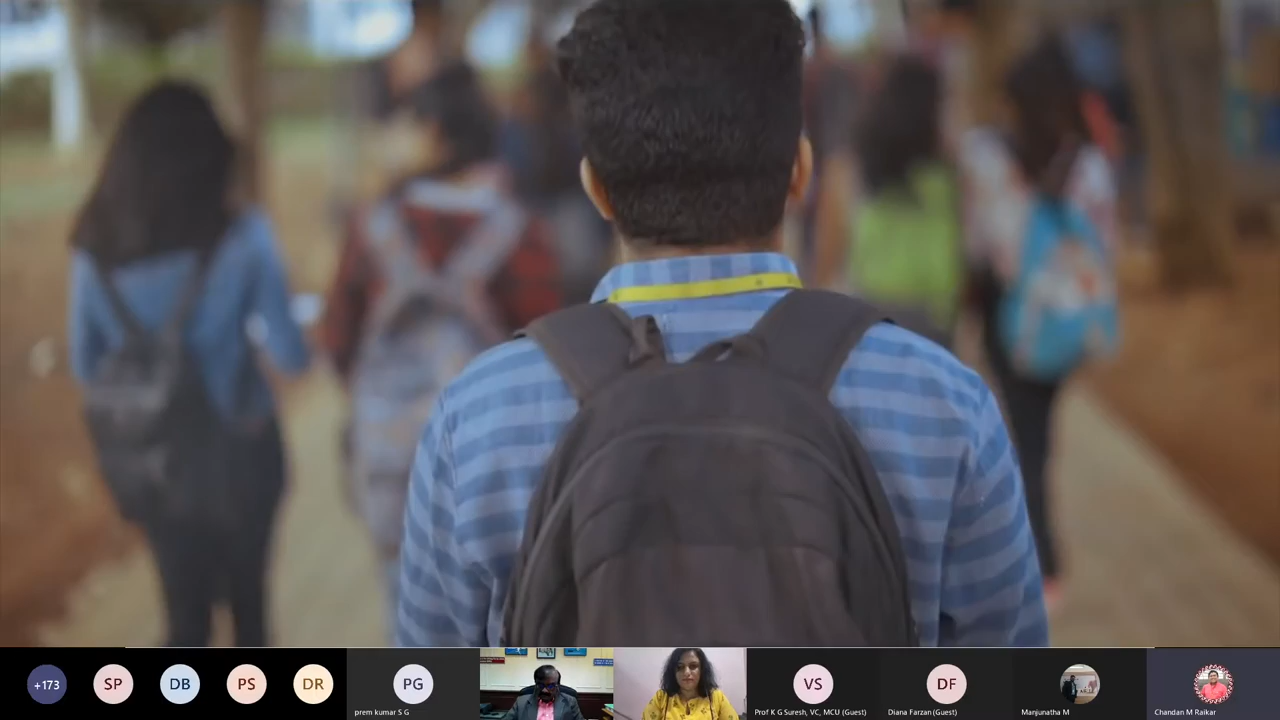 +173
SP
DB
PS
DR
PG
prem kumar S G
VS
Prof K G Suresh, VC, MCU (Guest)
DF
Diana Farzan (Guest)
Manjunatha M
Chandan M Raikar